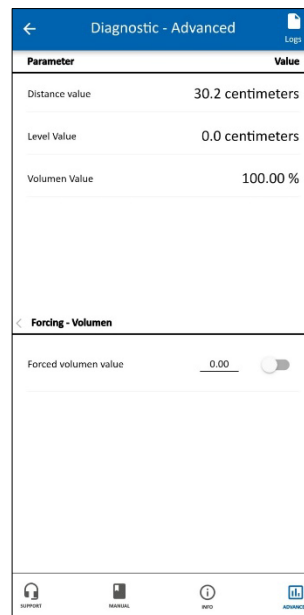 Diagnostic - Advanced
Logs
Parameter Value
Distance value 30.2 centimeters
Level Value 0.0 centimeters
Volumen Value 100.00 %
Forcing - Volumen
Forced volumen value 0.00
SUPPORT MANUAL INFO ADVANCE